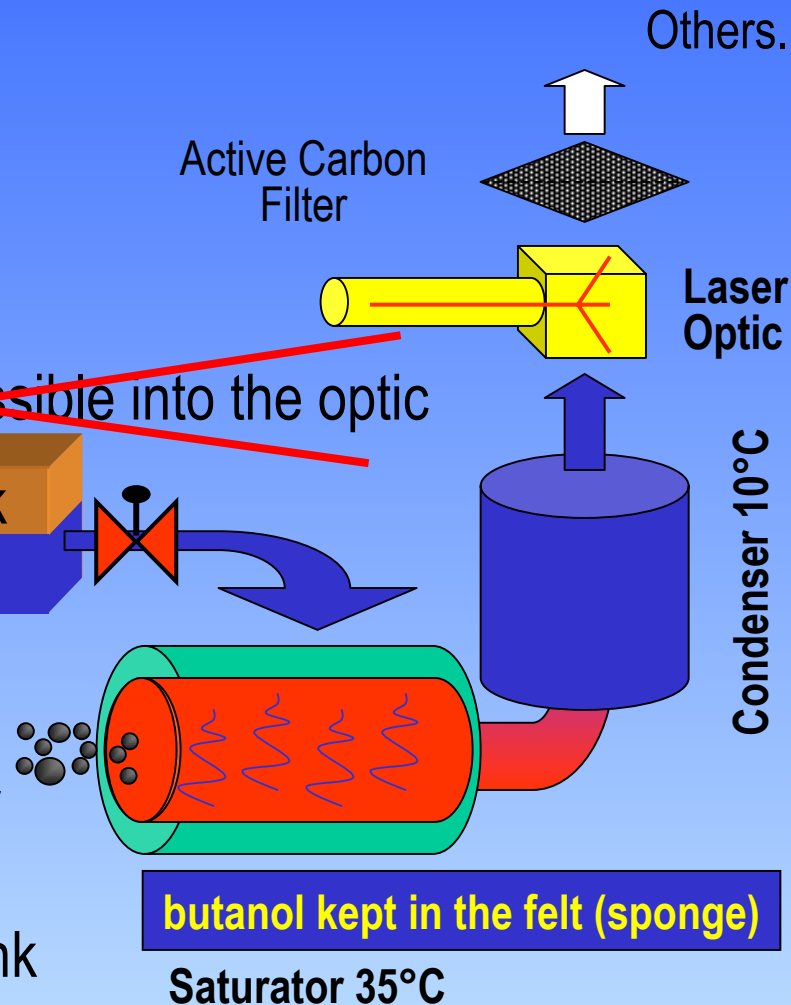 Others.
Active Carbon
Filter
Laser
Optic
into the optic
Condenser 10°C
butanol kept in the felt (sponge)
Saturator 35°C